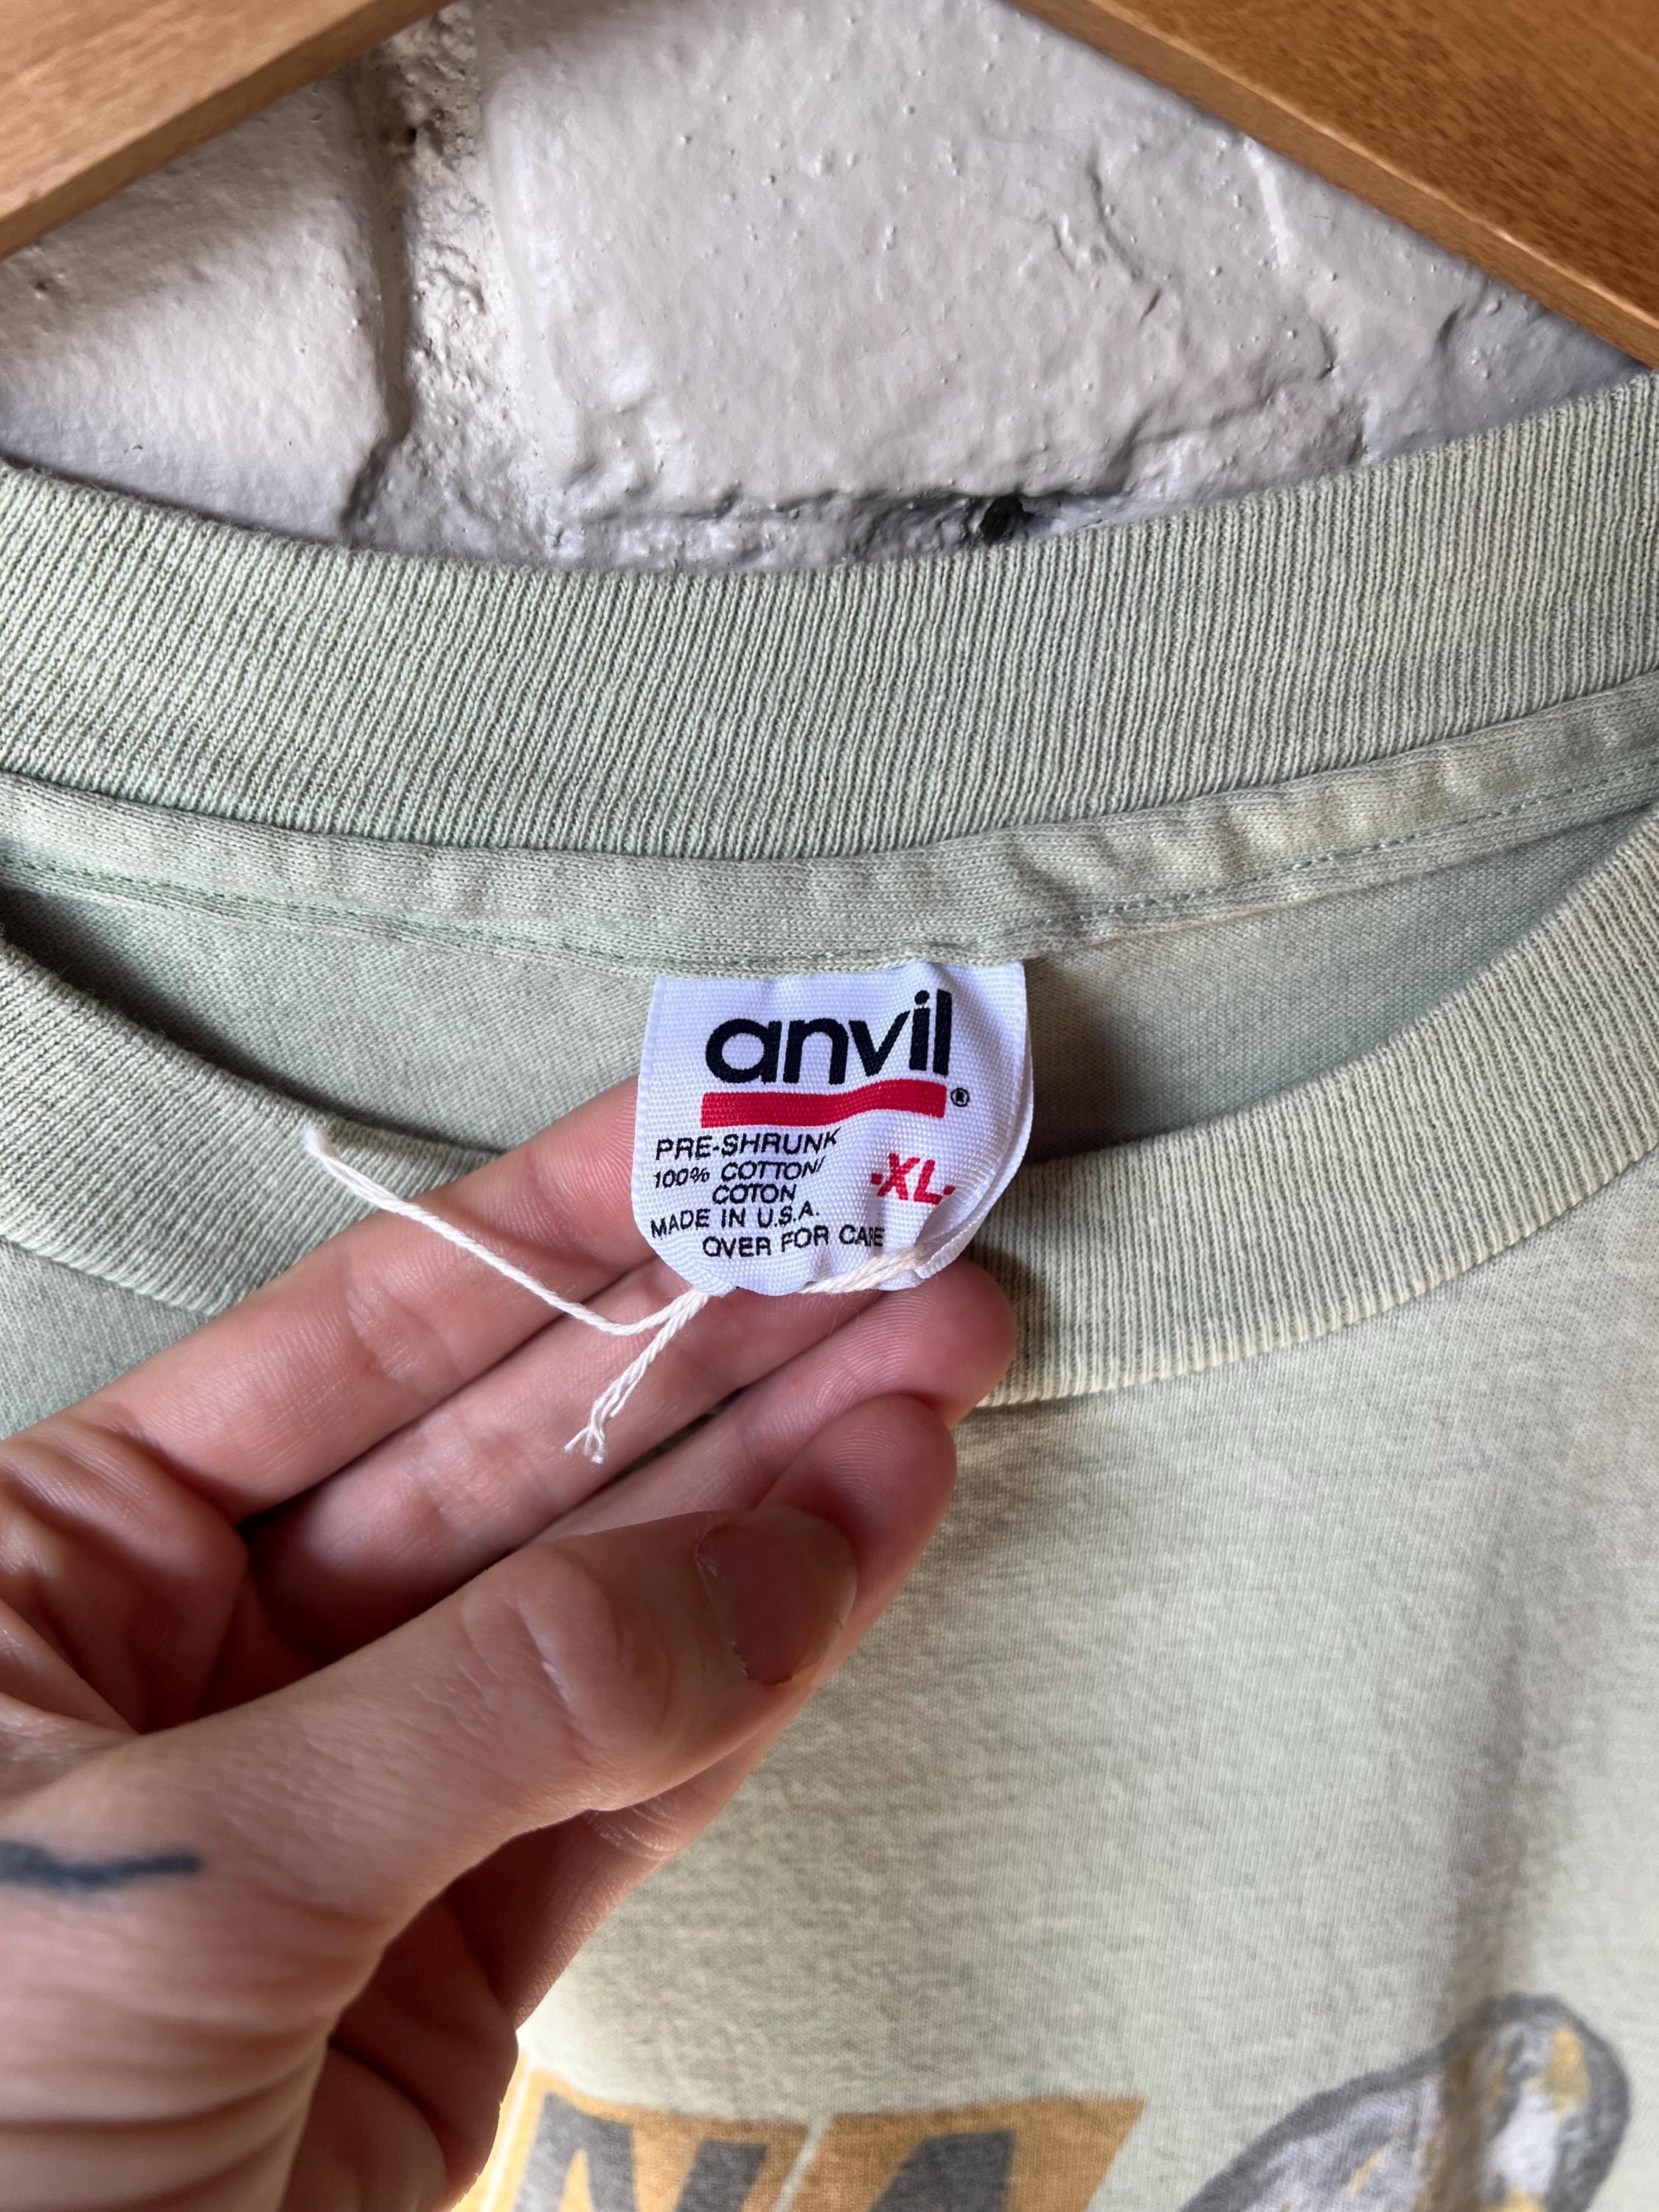 anvil®
PRE-SHRUNK
100% COTTON/
COTON
·XL·
MADE IN U.S.A.
OVER FOR CARE